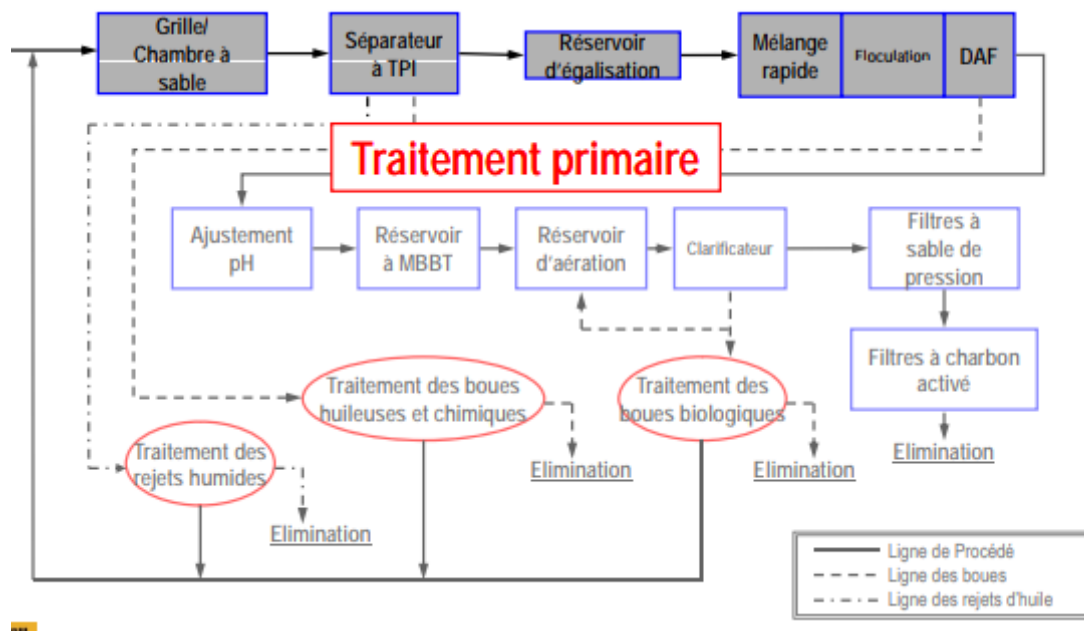 Grille/
Chambre à
sable
Séparateur
à TPI
Réservoir
d'égalisation
Mélange
rapide
Floculation
DAF
Traitement primaire
Ajustement
pH
Réservoir
à MBBT
Réservoir
d'aération
Clarificateur
Filtres à
sable de
pression
Filtres à charbon
activé
Traitement des boues
huileuses et chimiques
Traitement des
boues biologiques
Elimination
Elimination
Elimination
Traitement des
rejets humides
Elimination
Ligne de Procédé
Ligne des boues
Ligne des rejets d'huile